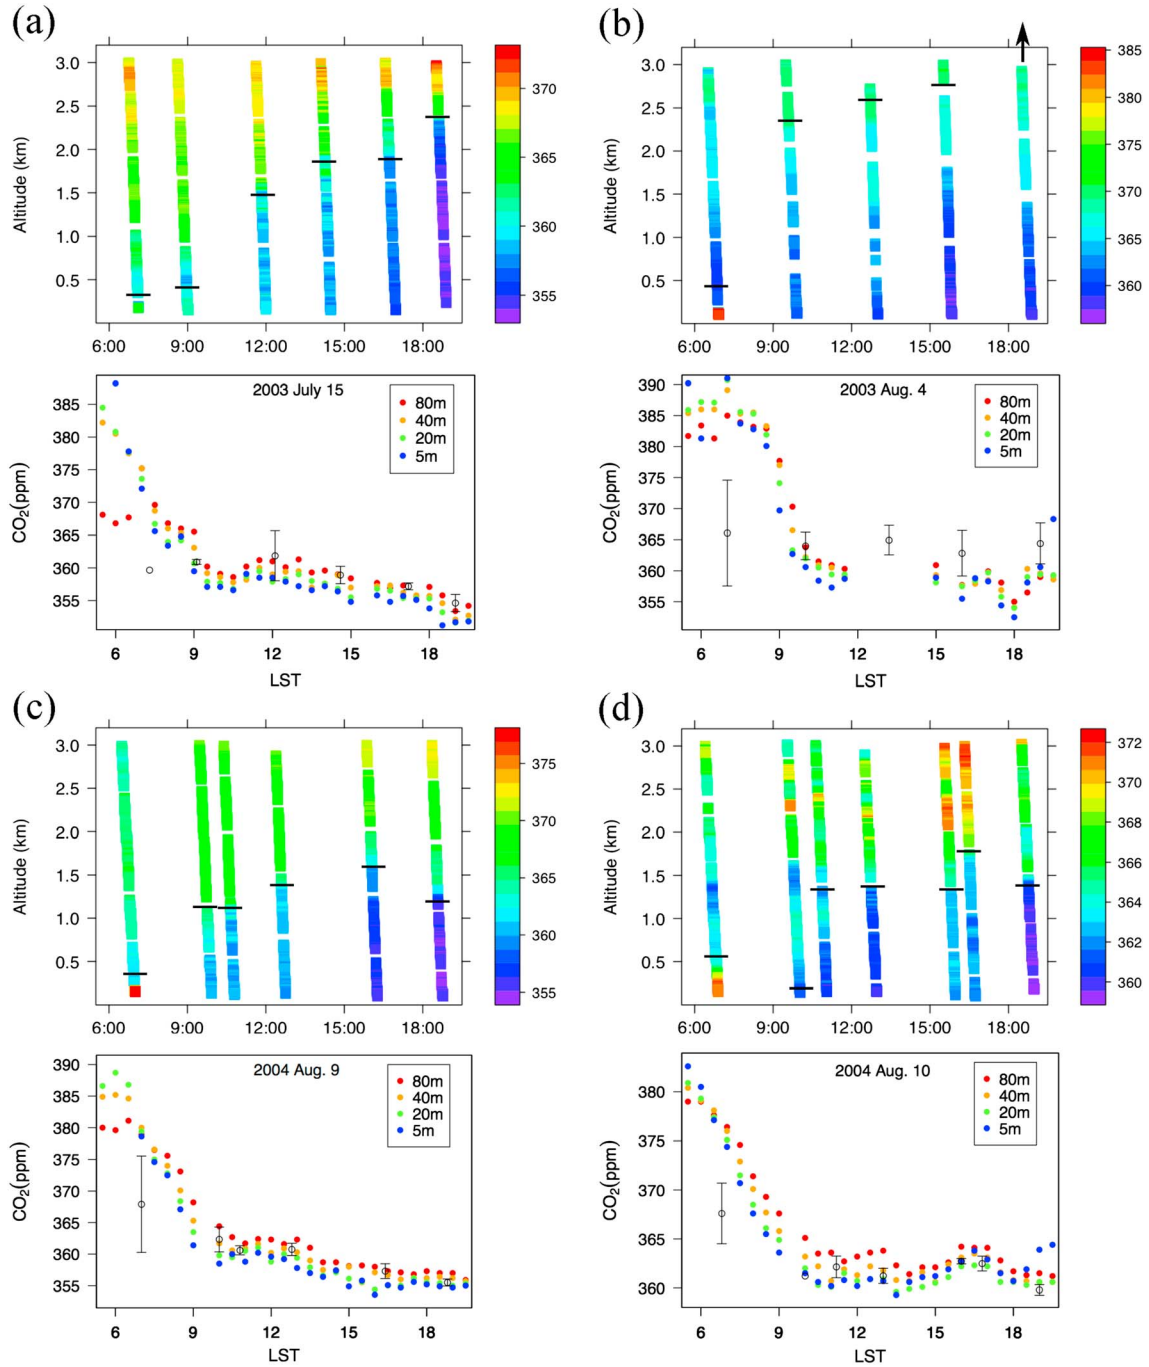 (a)
3.0
2.5
2.0
1.5
1.0
0.5
Altitude (km)
6:00 9:00 12:00 15:00 18:00
370
365
360
355
2003 July 15
80m
40m
20m
5m
385
380
375
370
365
360
355
CO2(ppm)
6 9 12 15 18
LST
(b)
3.0
2.5
2.0
1.5
1.0
0.5
Altitude (km)
6:00 9:00 12:00 15:00 18:00
385
380
375
370
365
360
2003 Aug. 4
80m
40m
20m
5m
390
385
380
375
370
365
360
355
CO2(ppm)
6 9 12 15 18
LST
(c)
3.0
2.5
2.0
1.5
1.0
0.5
Altitude (km)
6:00 9:00 12:00 15:00 18:00
375
370
365
360
355
2004 Aug. 9
80m
40m
20m
5m
390
385
380
375
370
365
360
355
CO2(ppm)
6 9 12 15 18
LST
(d)
3.0
2.5
2.0
1.5
1.0
0.5
Altitude (km)
6:00 9:00 12:00 15:00 18:00
372
370
368
366
364
362
360
2004 Aug. 10
80m
40m
20m
5m
380
375
370
365
360
CO2(ppm)
6 9 12 15 18
LST